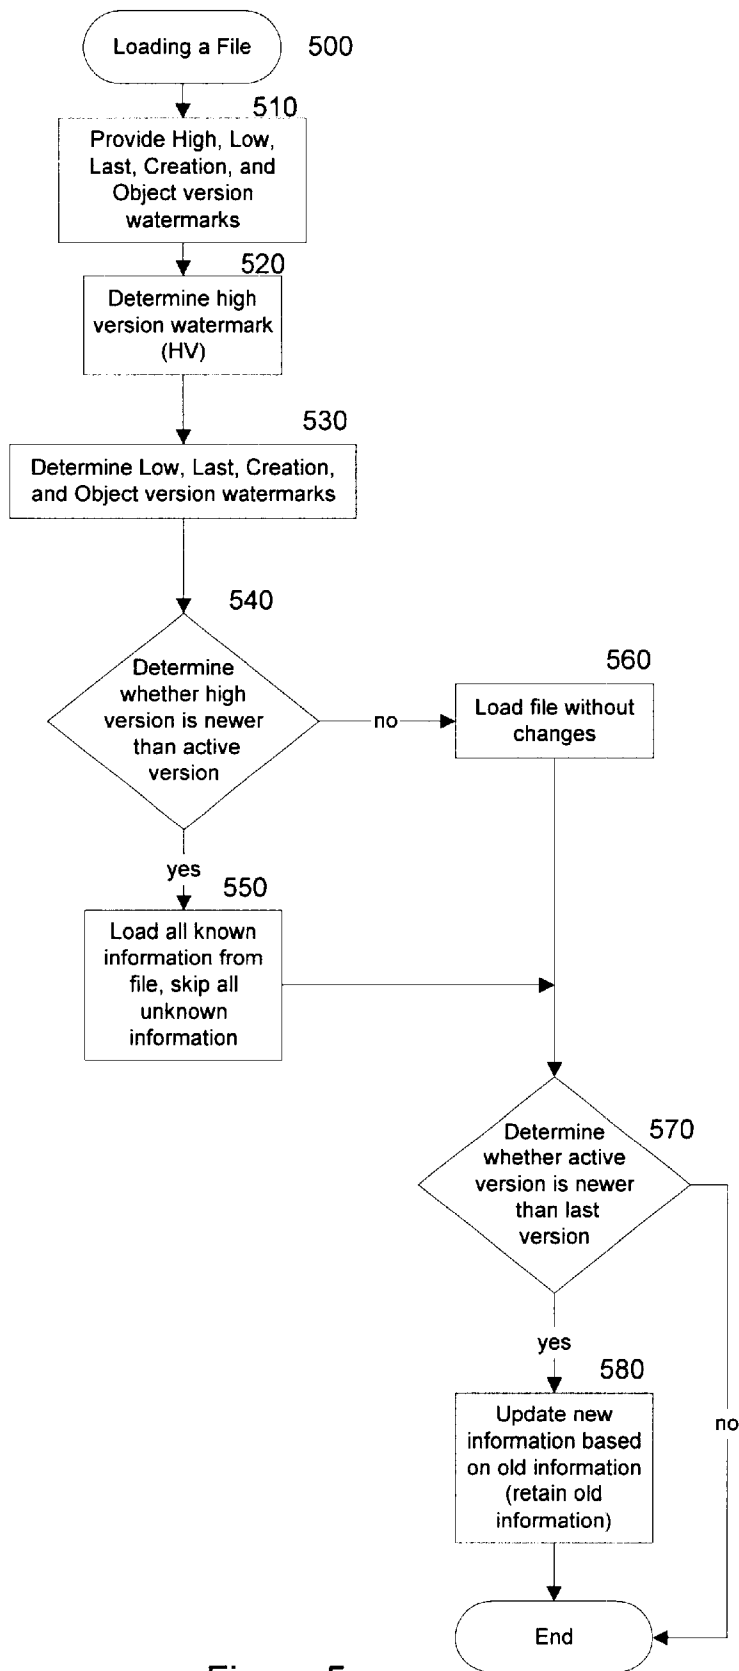 Loading a File
500
510
Provide High, Low,
Last, Creation, and
Object version
watermarks
520
Determine high
version watermark
(HV)
530
Determine Low, Last, Creation,
and Object version watermarks
540
Determine
whether high
version is newer
than active
version
no
560
Load file without
changes
yes
550
Load all known
information from
file, skip all
unknown
information
570
Determine
whether active
version is newer
than last
version
yes
no
580
Update new
information based
on old information
(retain old
information)
End
Figure 5